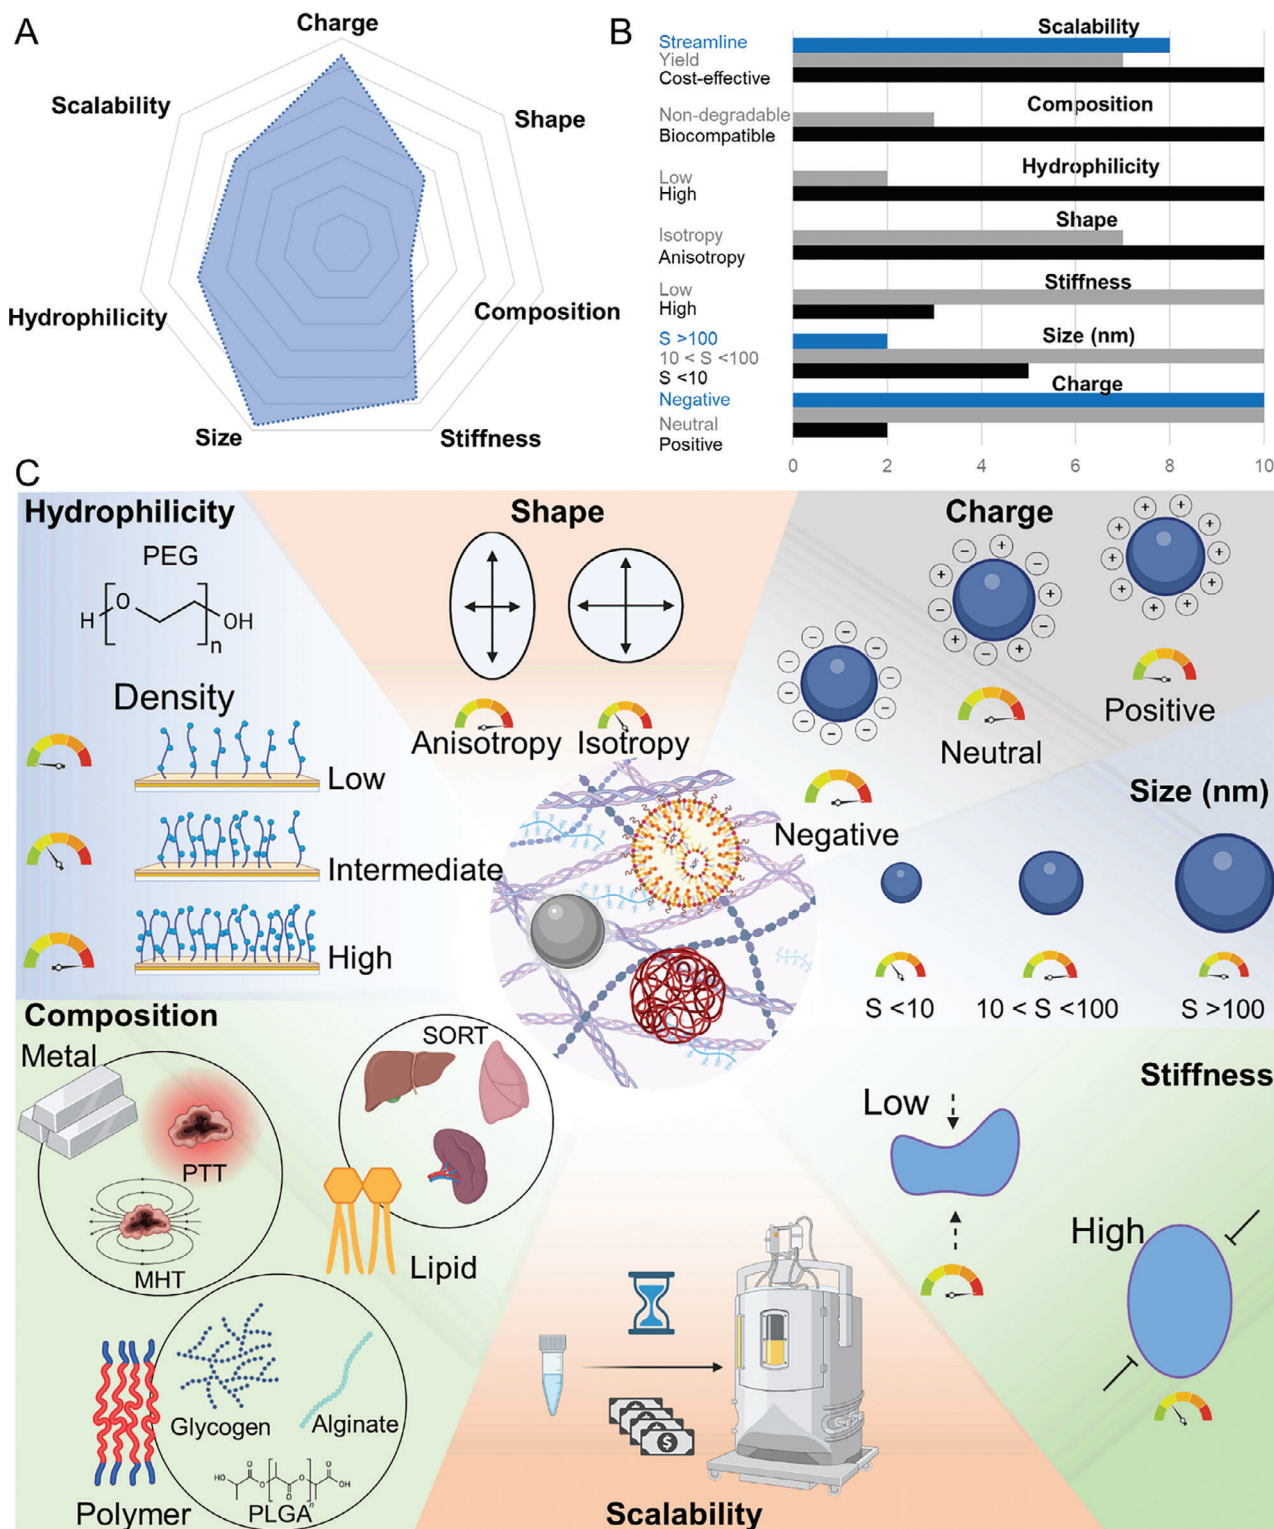 A
Charge
Scalability
Shape
Hydrophilicity
Composition
Size
Stiffness
B
Scalability
Streamline
Yield
Cost-effective
Composition
Non-degradable
Biocompatible
Hydrophilicity
Low
High
Shape
Isotropy
Anisotropy
Stiffness
Low
High
Size (nm)
S >100
10 < S <100
S <10
Charge
Negative
Neutral
Positive
0 2 4 6 8 10
C
Hydrophilicity
PEG
H O n OH
Density
Low
Intermediate
High
Shape
Anisotropy Isotropy
Charge
Negative
Neutral
Positive
Size (nm)
S <10 10 < S <100 S >100
Composition
Metal
PTT
MHT
SORT
Lipid
Glycogen
Alginate
HO O O O O O n OH
PLGA
Polymer
Scalability
$
Stiffness
Low
High